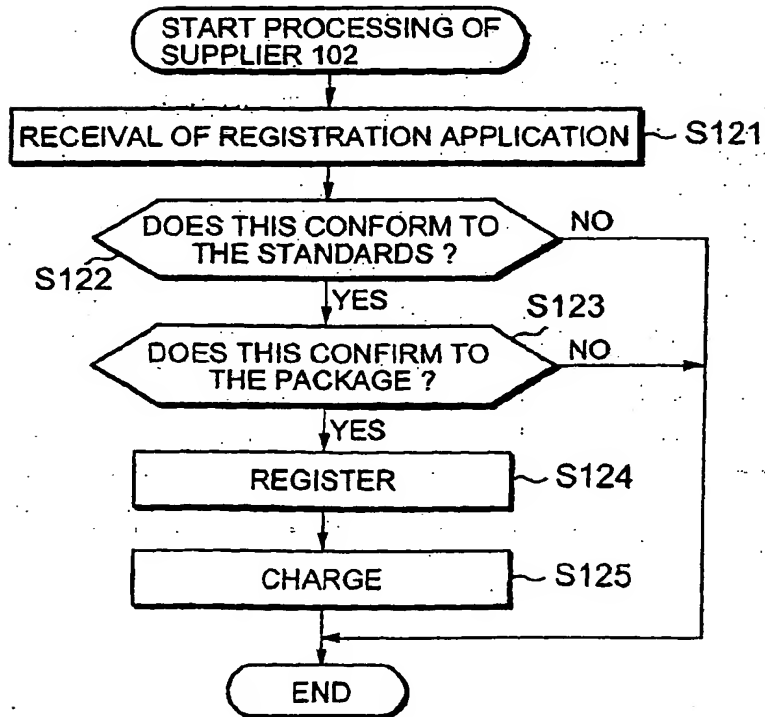 START PROCESSING OF
SUPPLIER 102
RECEIVAL OF REGISTRATION APPLICATION
S121
DOES THIS CONFORM TO
THE STANDARDS ?
NO
S122
YES
S123
DOES THIS CONFIRM TO
THE PACKAGE ?
NO
YES
REGISTER
S124
CHARGE
S125
END